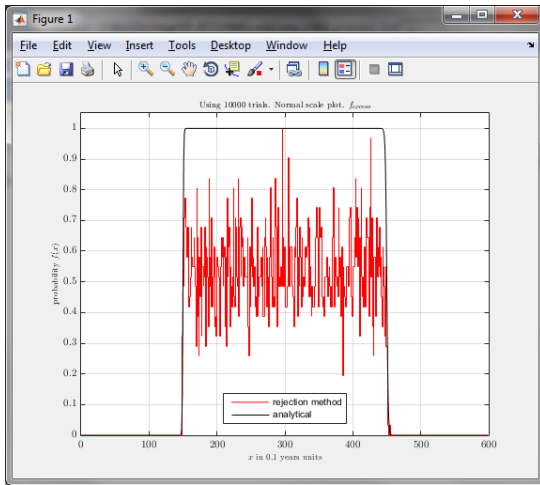 Figure 1
File Edit View Insert Tools Desktop Window Help
Using 10000 trials. Normal scale plot. fexcess
1
0.9
0.8
0.7
0.6
0.5
0.4
0.3
0.2
0.1
0
probability f(x)
rejection method
analytical
0 100 200 300 400 500 600
x in 0.1 years units